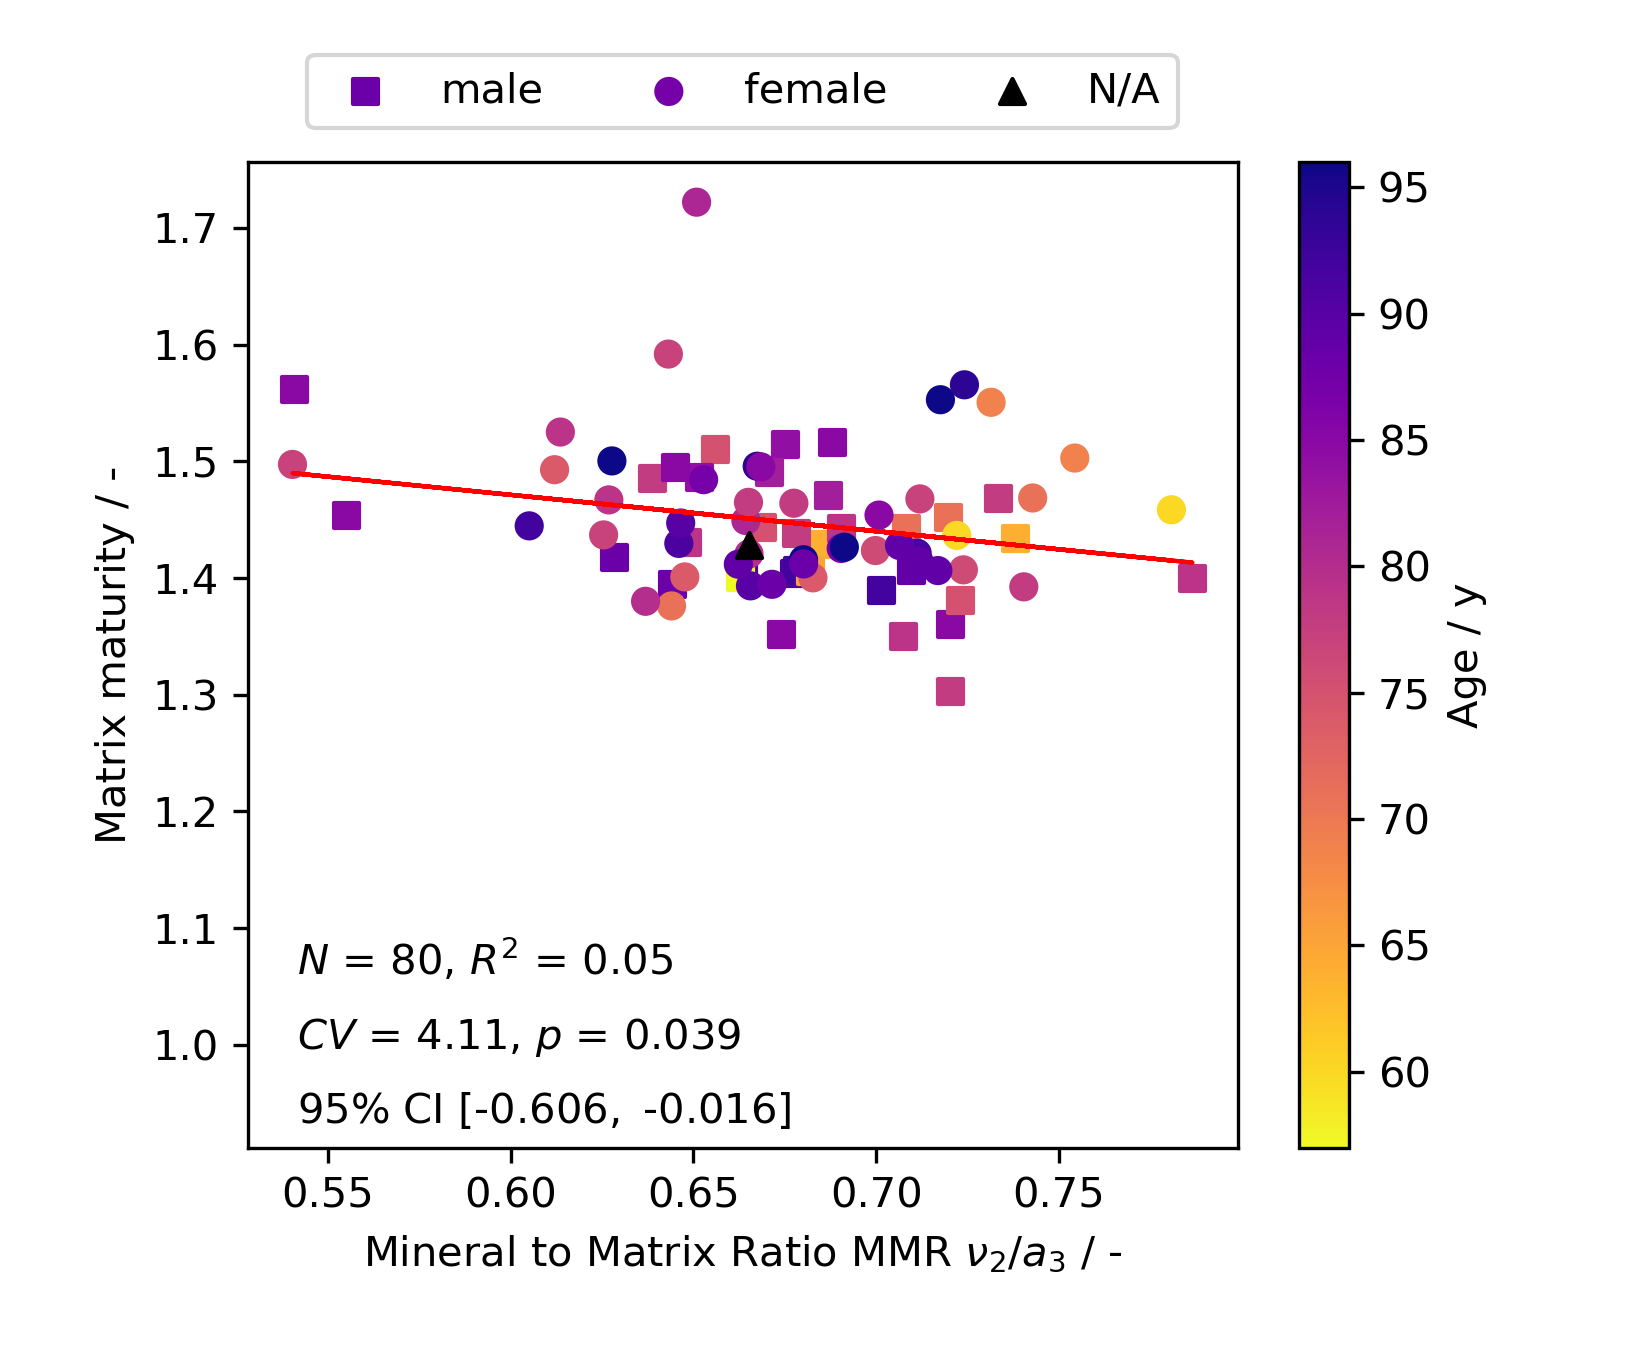 male female N/A
1.7
1.6
1.5
1.4
1.3
1.2
1.1
1.0
Matrix maturity / -
N = 80, R² = 0.05
CV = 4.11, p = 0.039
95% CI [-0.606, -0.016]
0.55 0.60 0.65 0.70 0.75
Mineral to Matrix Ratio MMR ν₂/a₃ / -
95
90
85
80
75
70
65
60
Age / y